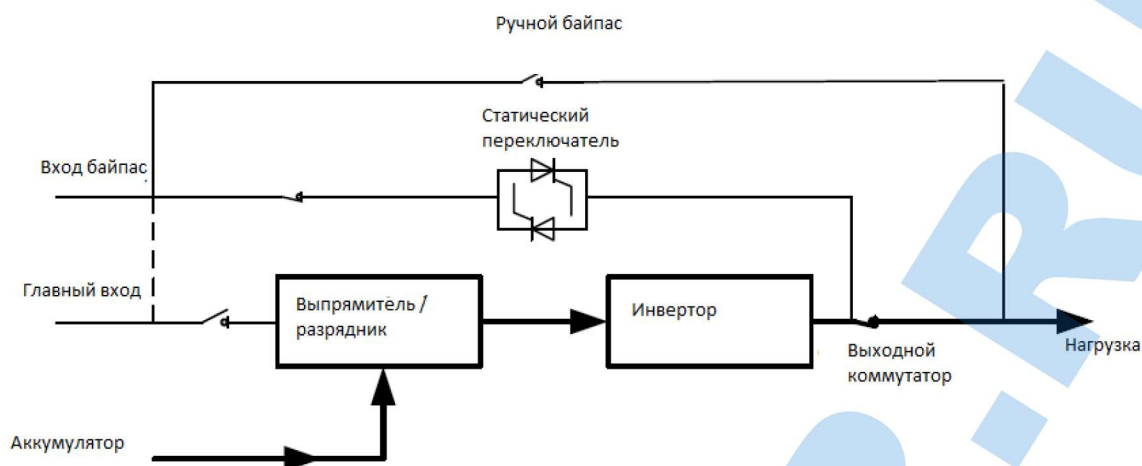 Ручной байпас
Статический
переключатель
Вход байпас
Главный вход
Выпрямитель /
разрядник
Инвертор
Выходной
коммутатор
Нагрузка
Аккумулятор